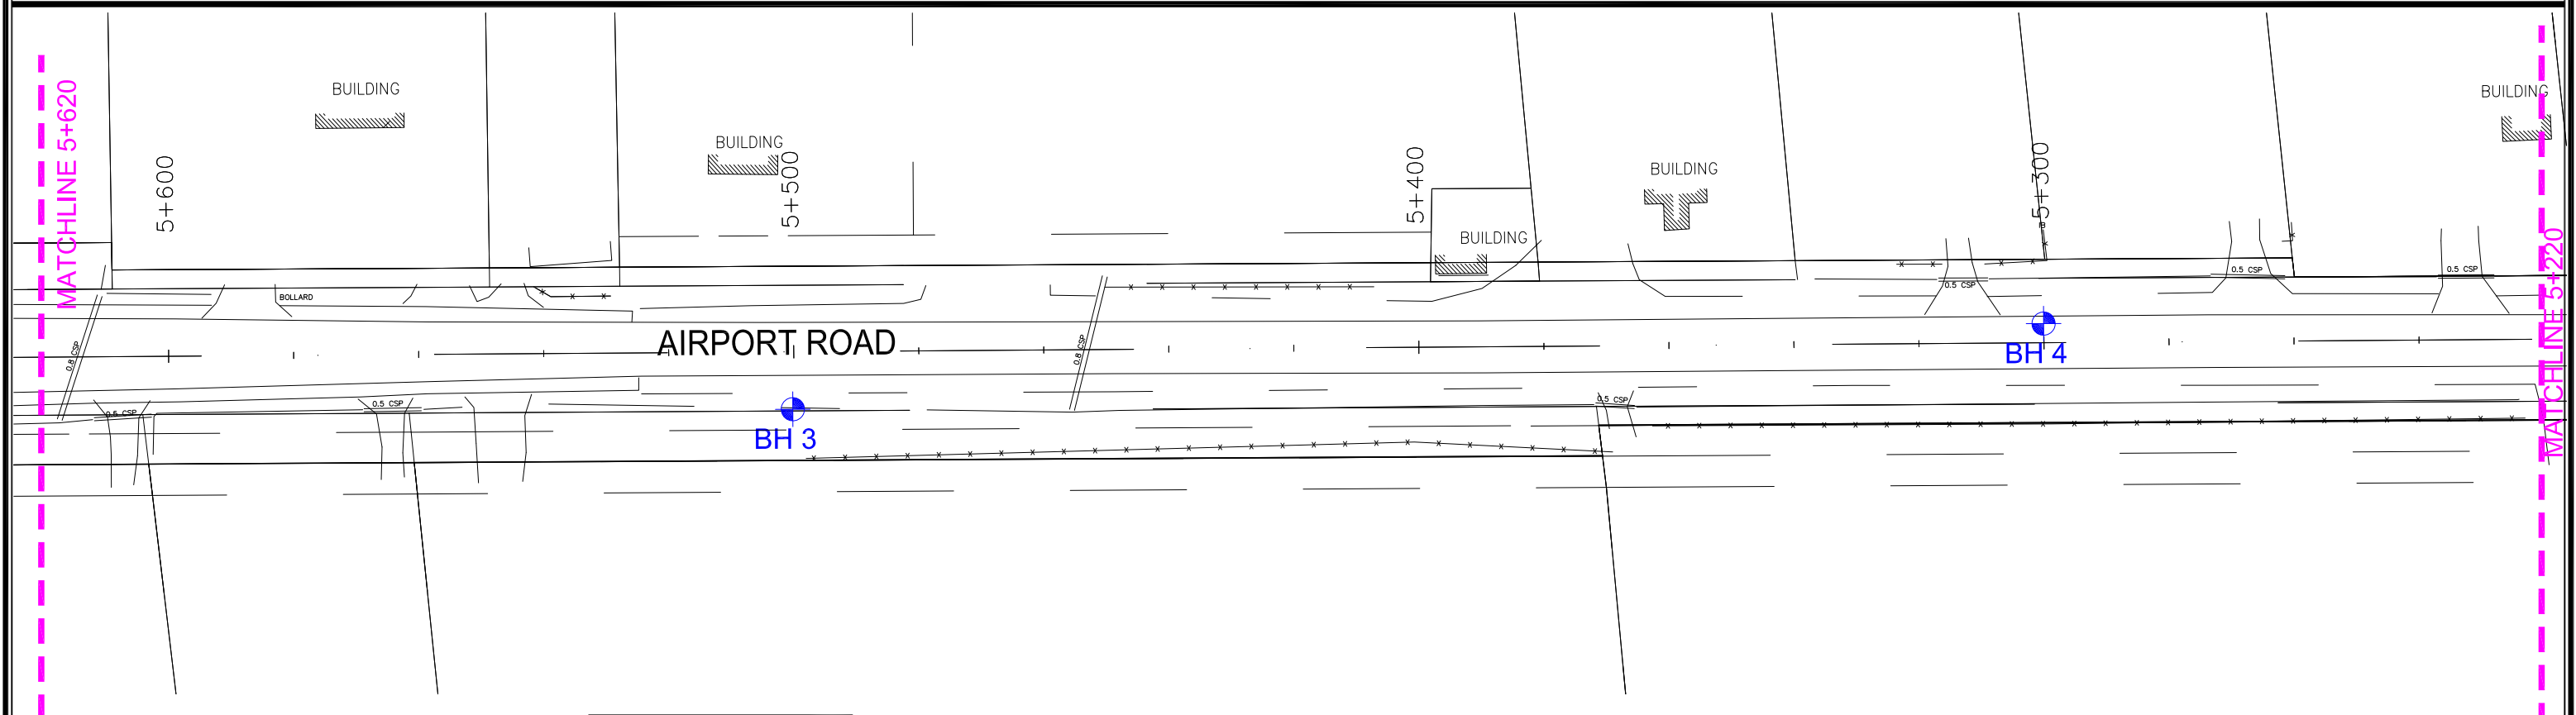 MATCHLINE 5+620
BUILDING
5+600
BUILDING
5+500
5+400
BUILDING
BUILDING
5+300
BUILDING
MATCHLINE 5+220
BOLLARD
0.5 CSP
0.5 CSP
0.5 CSP
0.8 CSP
AIRPORT ROAD
0.8 CSP
BH 4
0.5 CSP
0.5 CSP
0.5 CSP
BH 3